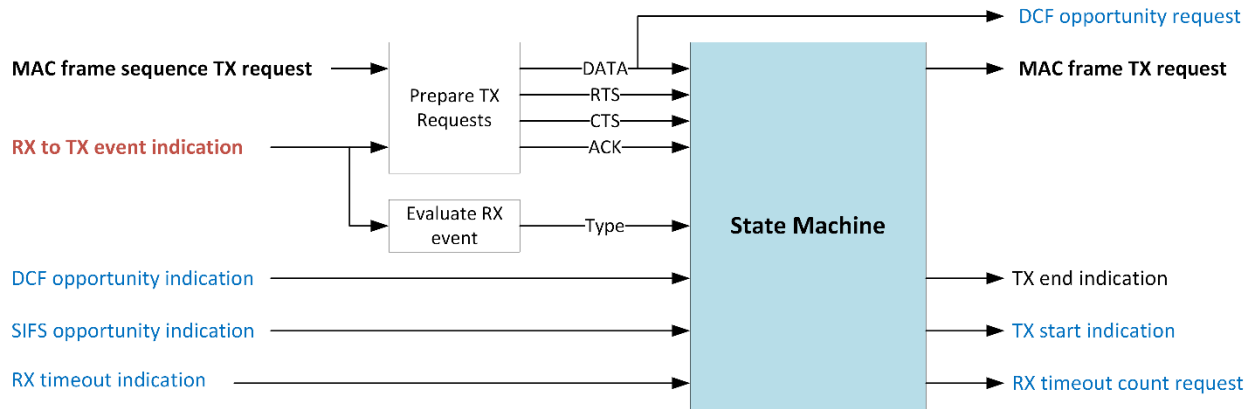 DCF opportunity request
MAC frame sequence TX request
DATA
MAC frame TX request
Prepare TX
Requests
RTS
CTS
RX to TX event indication
ACK
Evaluate RX
event
Type
State Machine
DCF opportunity indication
TX end indication
SIFS opportunity indication
TX start indication
RX timeout indication
RX timeout count request